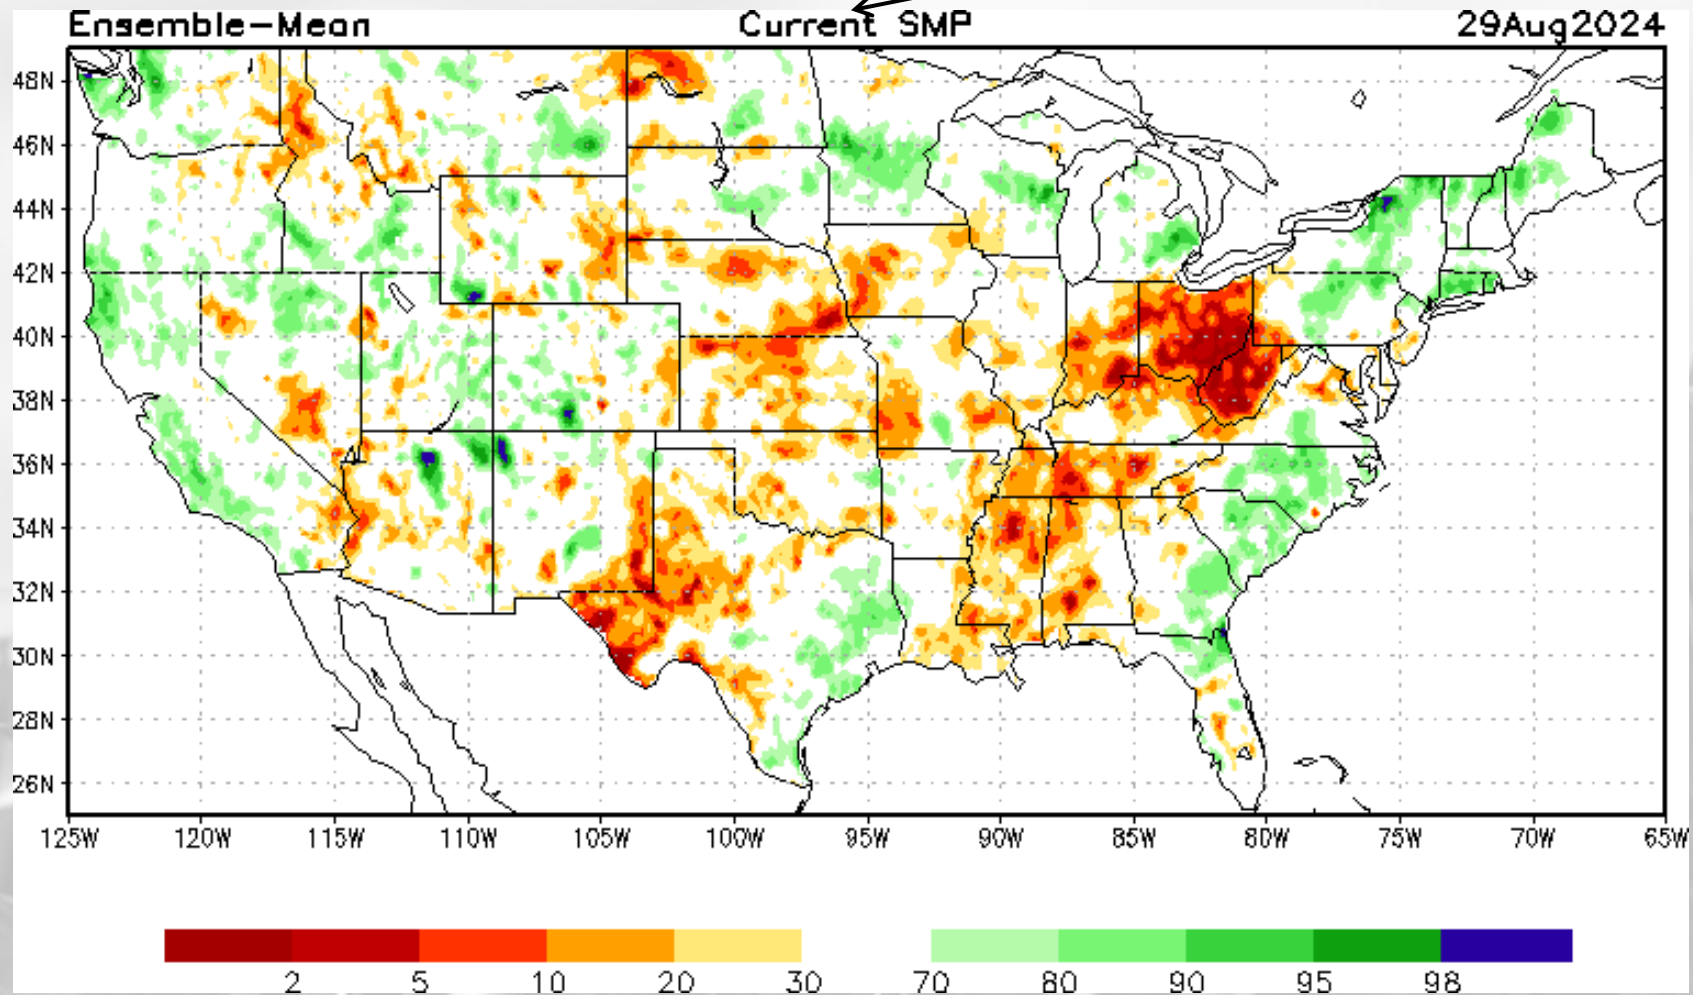 Ensemble-Mean Current SMP 29Aug2024
48N
46N
44N
42N
40N
38N
36N
34N
32N
30N
28N
26N
125W 120W 115W 110W 105W 100W 95W 90W 85W 80W 75W 70W 65W
2 5 10 20 30 70 80 90 95 98